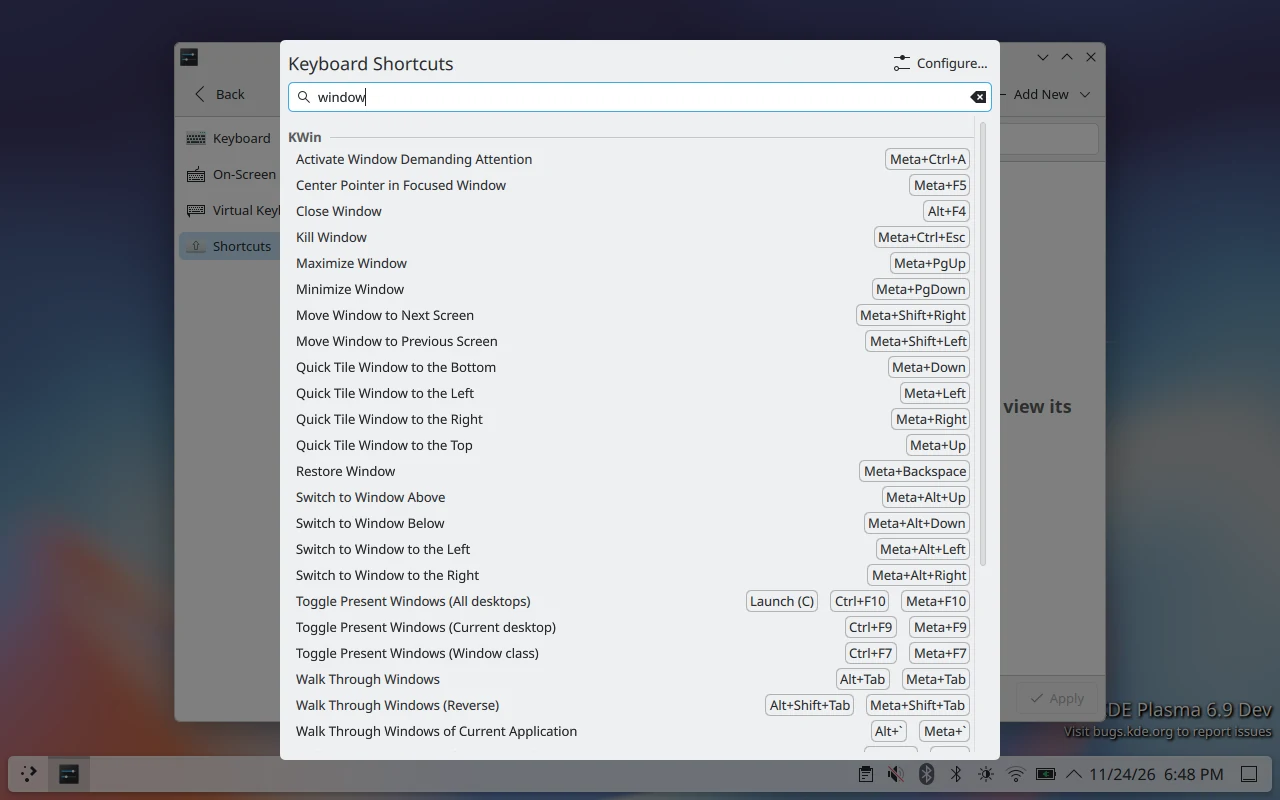 Keyboard Shortcuts
Configure...
window
Back
Add New
Keyboard
On-Screen
Virtual Keyl
Shortcuts
KWin
Activate Window Demanding Attention Meta+Ctrl+A
Center Pointer in Focused Window Meta+F5
Close Window Alt+F4
Kill Window Meta+Ctrl+Esc
Maximize Window Meta+PgUp
Minimize Window Meta+PgDown
Move Window to Next Screen Meta+Shift+Right
Move Window to Previous Screen Meta+Shift+Left
Quick Tile Window to the Bottom Meta+Down
Quick Tile Window to the Left Meta+Left
Quick Tile Window to the Right Meta+Right
Quick Tile Window to the Top Meta+Up
Restore Window Meta+Backspace
Switch to Window Above Meta+Alt+Up
Switch to Window Below Meta+Alt+Down
Switch to Window to the Left Meta+Alt+Left
Switch to Window to the Right Meta+Alt+Right
Toggle Present Windows (All desktops) Launch (C) Ctrl+F10 Meta+F10
Toggle Present Windows (Current desktop) Ctrl+F9 Meta+F9
Toggle Present Windows (Window class) Ctrl+F7 Meta+F7
Walk Through Windows Alt+Tab Meta+Tab
Walk Through Windows (Reverse) Alt+Shift+Tab Meta+Shift+Tab
Walk Through Windows of Current Application Alt+` Meta+`
view its
Apply
DE Plasma 6.9 Dev
Visit bugs.kde.org to report issues
11/24/26 6:48 PM